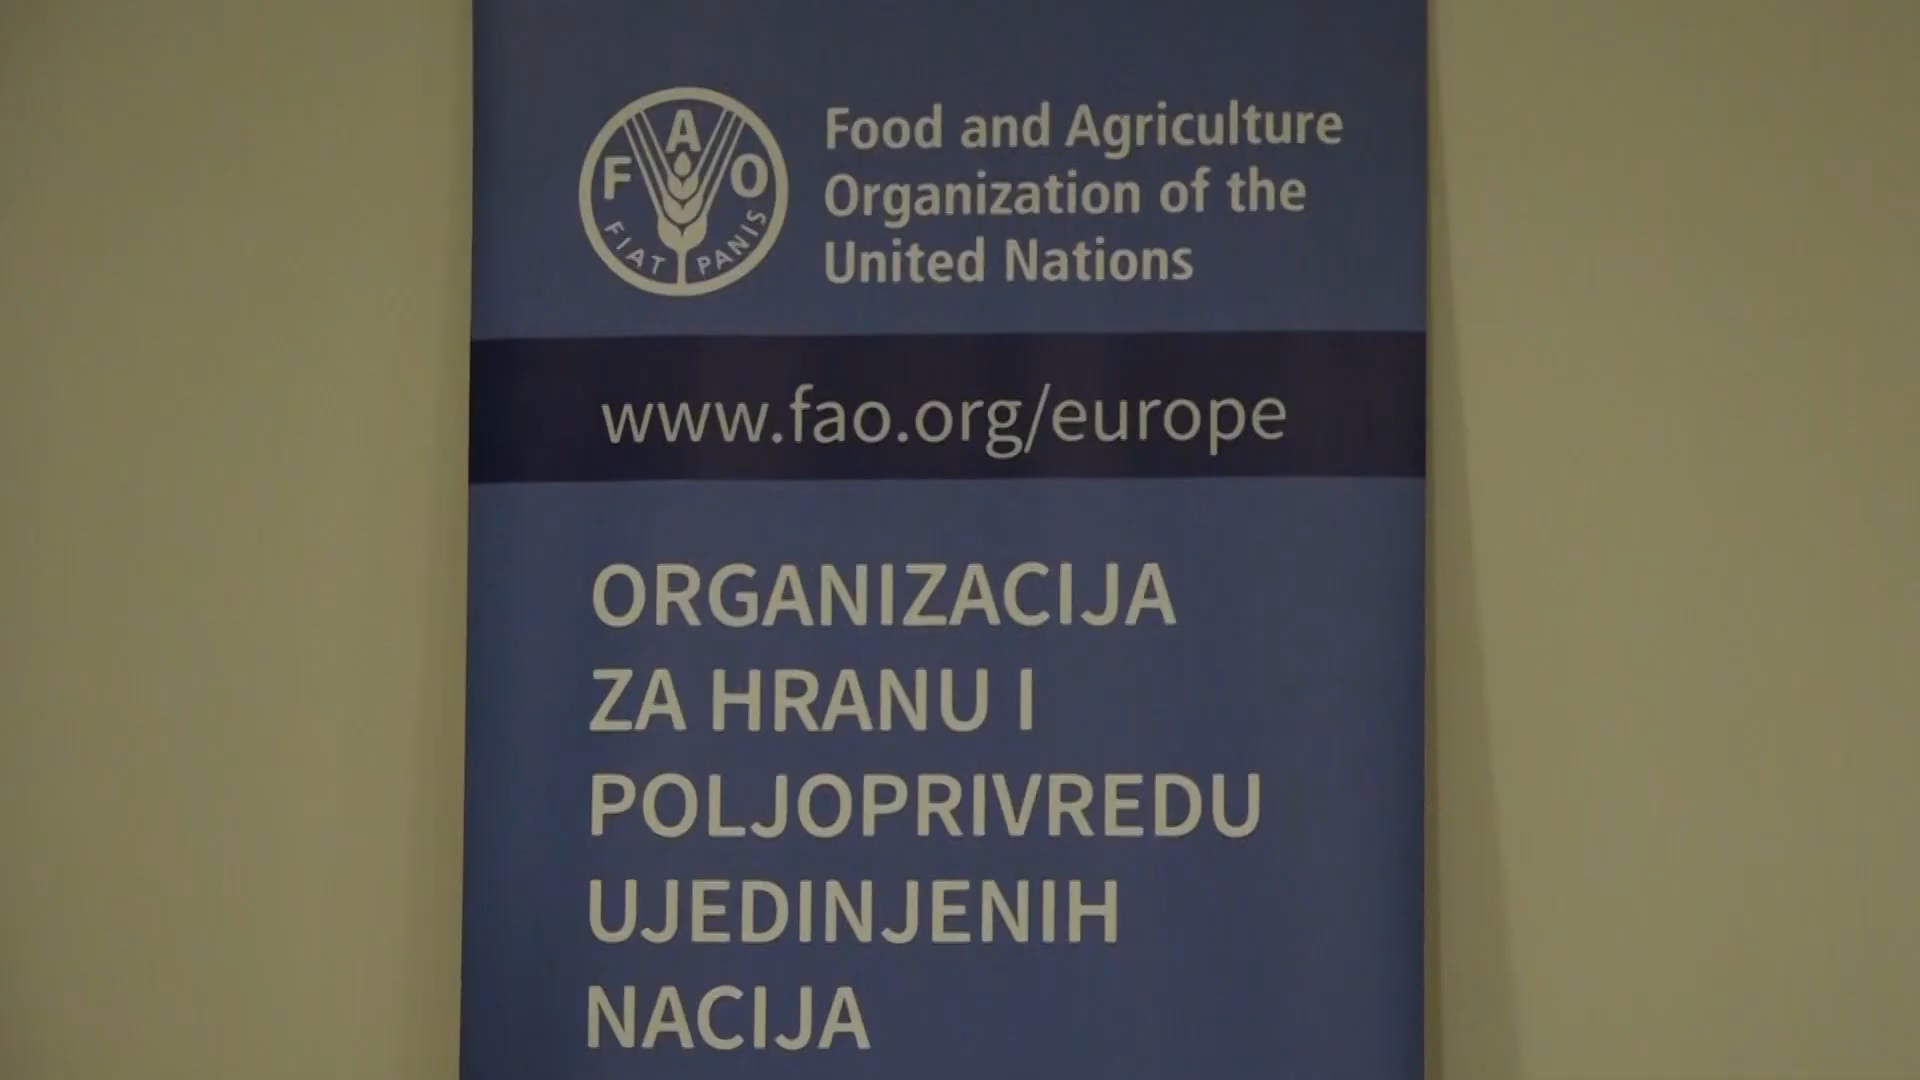 F A O
FIAT PANIS
Food and Agriculture
Organization of the
United Nations
www.fao.org/europe
ORGANIZACIJA
ZA HRANU I
POLJOPRIVREDU
UJEDINJENIH
NACIJA